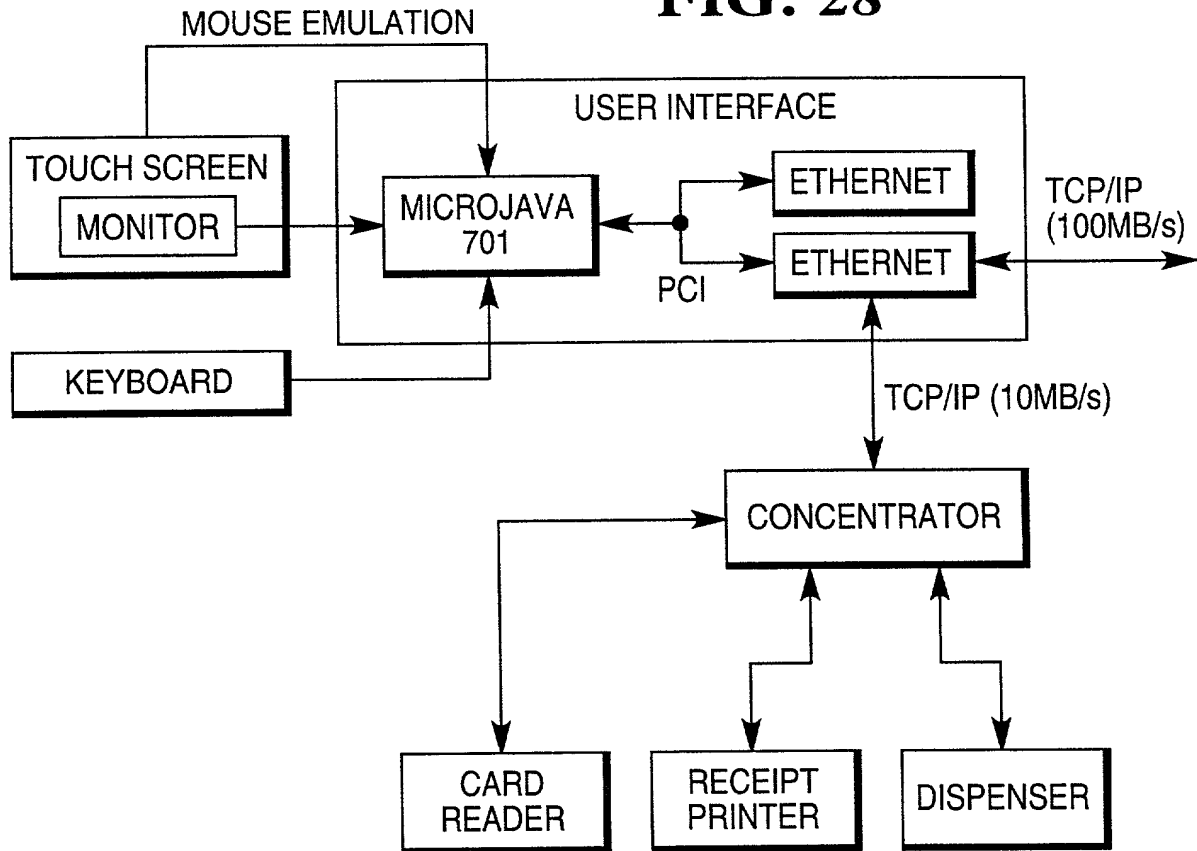 FIG. 28
MOUSE EMULATION
USER INTERFACE
TOUCH SCREEN
MONITOR
MICROJAVA
701
ETHERNET
ETHERNET
PCI
TCP/IP
(100MB/s)
KEYBOARD
TCP/IP (10MB/s)
CONCENTRATOR
CARD
READER
RECEIPT
PRINTER
DISPENSER